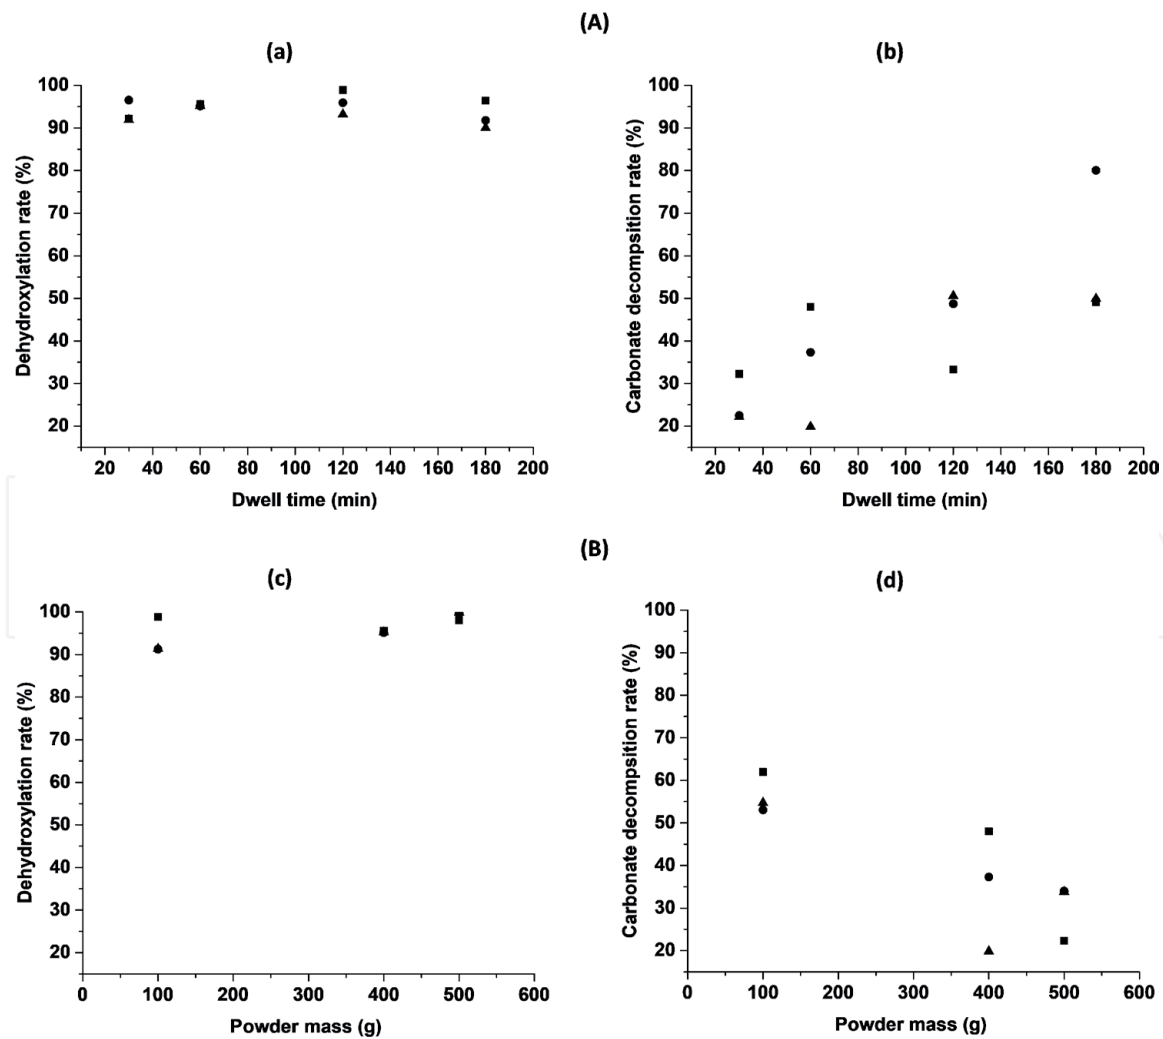 (A)
(a)
(b)
100
90
80
70
60
50
40
30
20
Dehydroxylation rate (%)
20 40 60 80 100 120 140 160 180 200
Dwell time (min)
100
90
80
70
60
50
40
30
20
Carbonate decompsition rate (%)
20 40 60 80 100 120 140 160 180 200
Dwell time (min)
(B)
(c)
(d)
100
90
80
70
60
50
40
30
20
Dehydroxylation rate (%)
0 100 200 300 400 500 600
Powder mass (g)
100
90
80
70
60
50
40
30
20
Carbonate decompsition rate (%)
0 100 200 300 400 500 600
Powder mass (g)